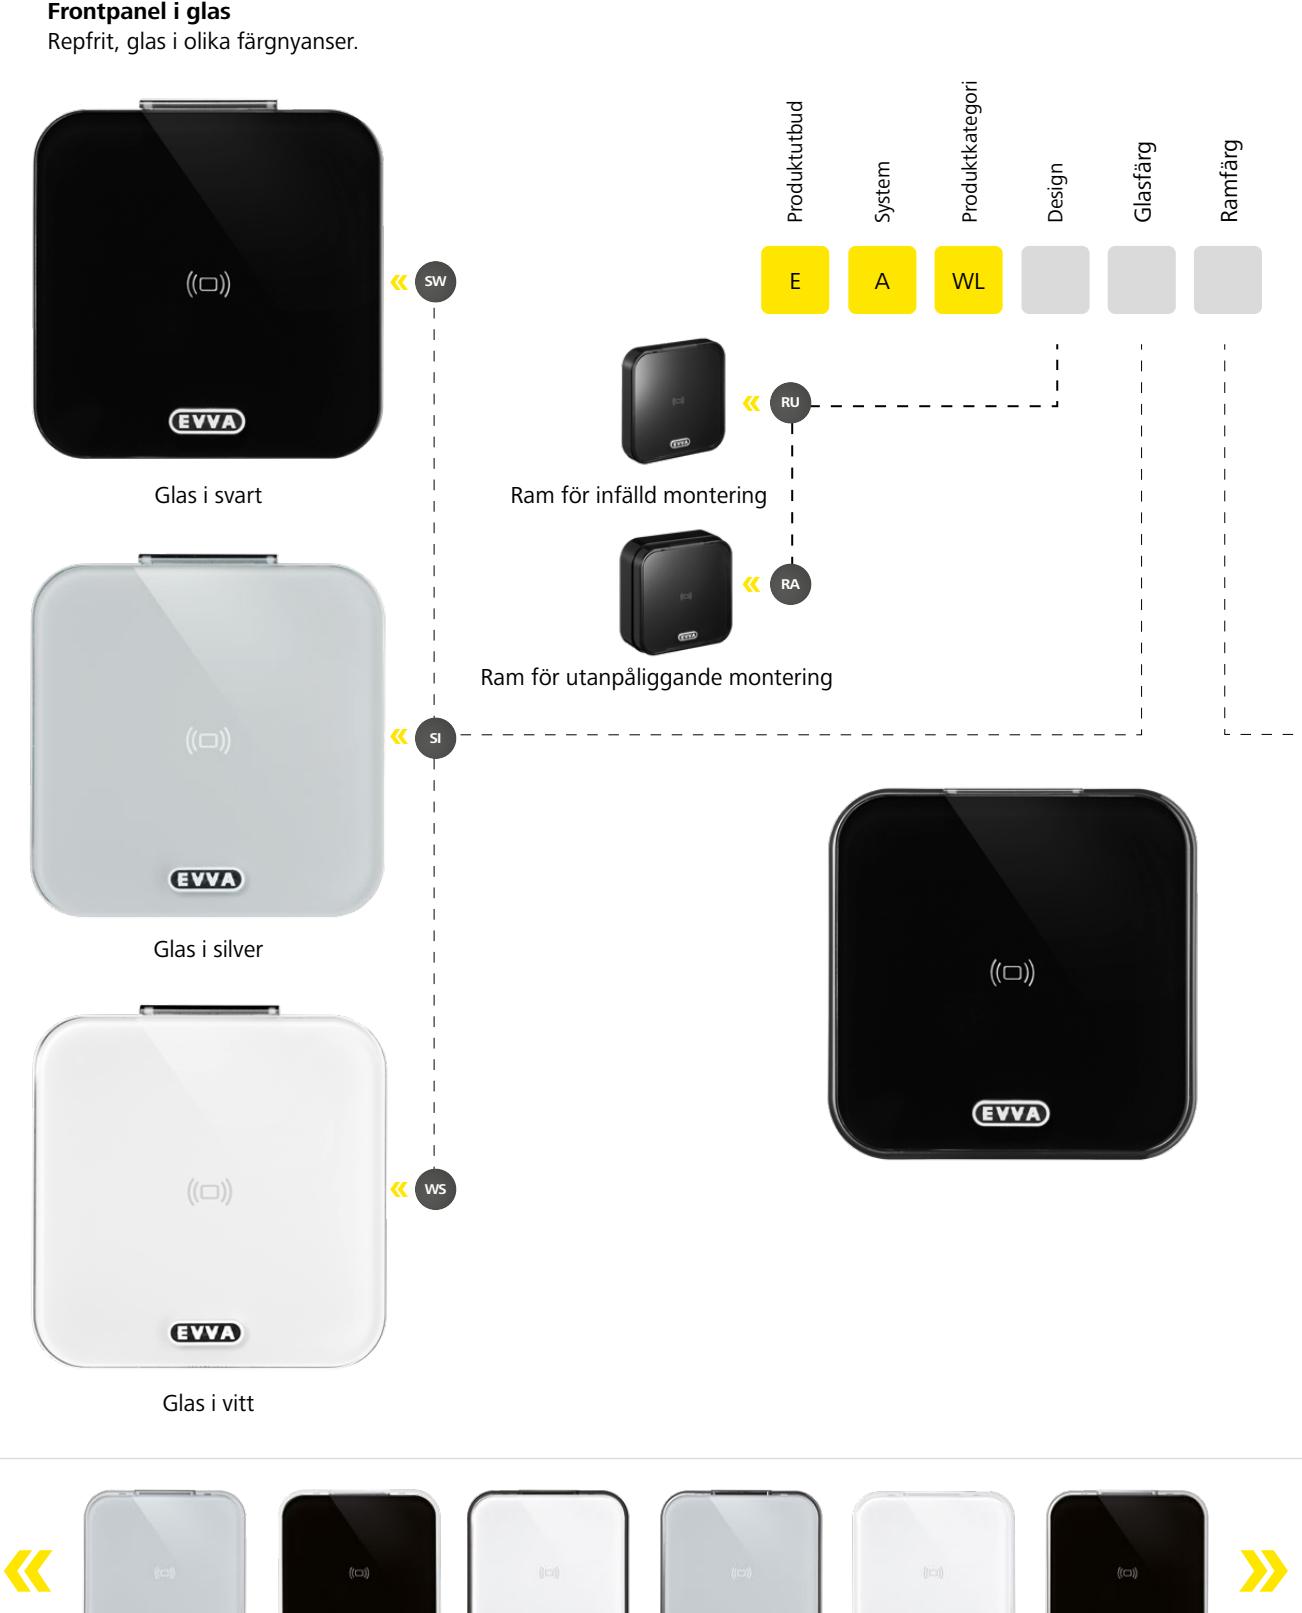 Frontpanel i glas
Repfrit, glas i olika färgnyanser.
Produktutbud
System
Produktkategori
Design
Glasfärg
Ramfärg
E
A
WL
SW
EVVA
Glas i svart
EVVA
RU
Ram för infälld montering
EVVA
RA
Ram för utanpåliggande montering
SI
EVVA
Glas i silver
EVVA
WS
EVVA
Glas i vitt